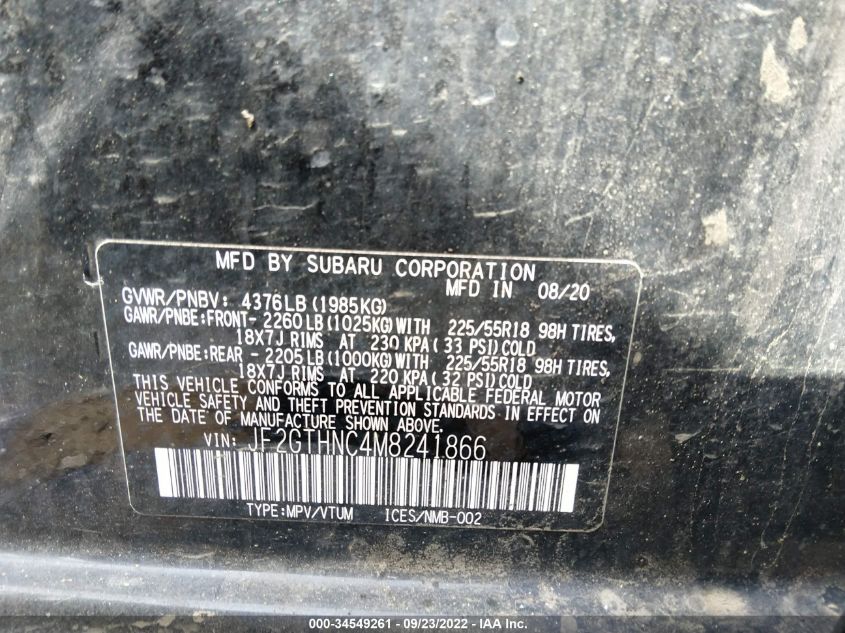 MFD BY SUBARU CORPORATION
MFD IN 08/20
GVWR/PNBV: 4376LB (1985KG)
GAWR/PNBE:FRONT- 2260 LB (1025KG) WITH 225/55R18 98H TIRES,
18X7J RIMS AT 230 KPA( 33 PSI) COLD
GAWR/PNBE:REAR - 2205 LB (1000KG) WITH 225/55R18 98H TIRES,
18X7J RIMS AT 220 KPA( 32 PSI) COLD
THIS VEHICLE CONFORMS TO ALL APPLICABLE FEDERAL MOTOR
VEHICLE SAFETY AND THEFT PREVENTION STANDARDS IN EFFECT ON
THE DATE OF MANUFACTURE SHOWN ABOVE.
VIN: JF2GTHNC4M8241866
TYPE:MPV/VTUM ICES/NMB-002
000-34549261 - 09/23/2022 - IAA Inc.